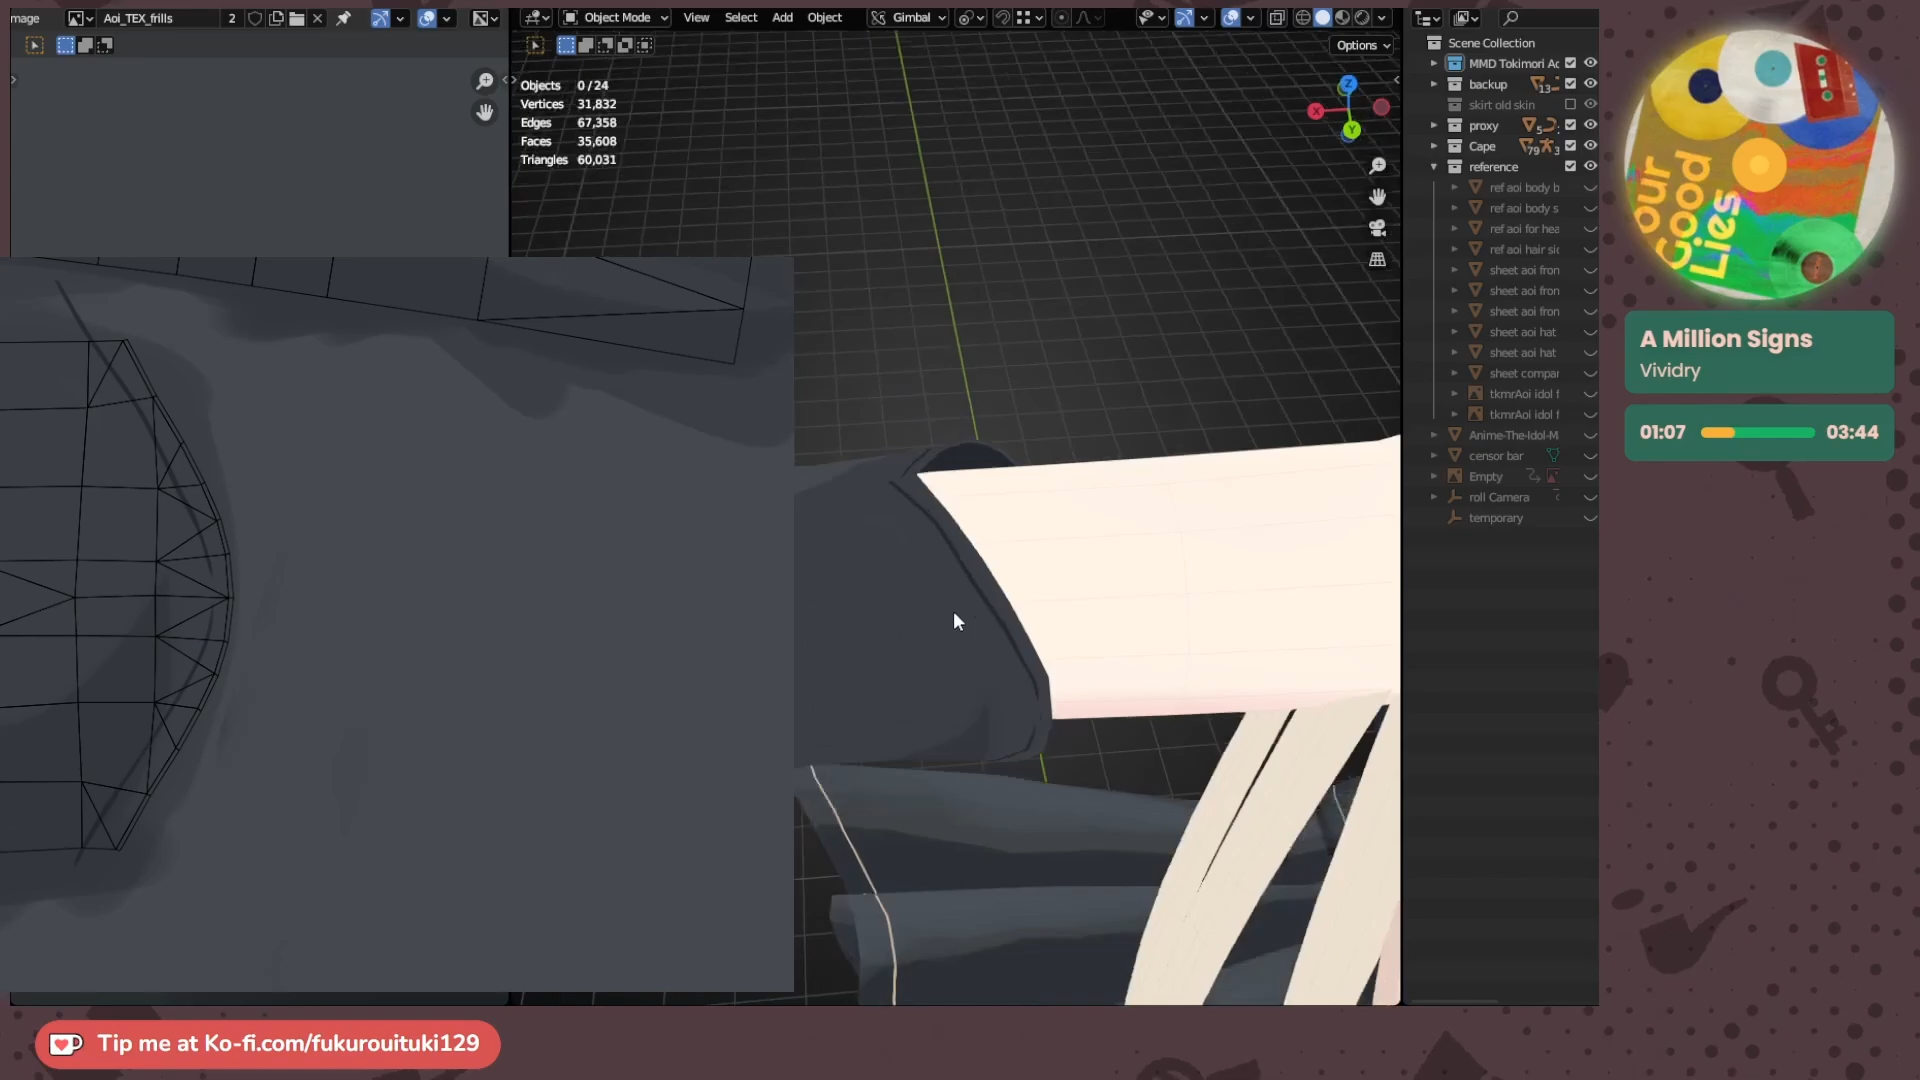 mage
Aoi_TEX_frills
2
Object Mode
View
Select
Add
Object
Gimbal
Options
Objects 0 / 24
Vertices 31,832
Edges 67,358
Faces 35,608
Triangles 60,031
Z
X
Y
Scene Collection
MMD Tokimori Ac
backup
13
skirt old skin
proxy
5
Cape
79
3
reference
ref aoi body b
ref aoi body s
ref aoi for hea
ref aoi hair sid
sheet aoi fron
sheet aoi fron
sheet aoi fron
sheet aoi hat
sheet aoi hat
sheet compar
tkmrAoi idol f
tkmrAoi idol f
Anime-The-Idol-M
censor bar
Empty
roll Camera
temporary
our
Good
Lies
A Million Signs
Vividry
01:07
03:44
Tip me at Ko-fi.com/fukurouituki129